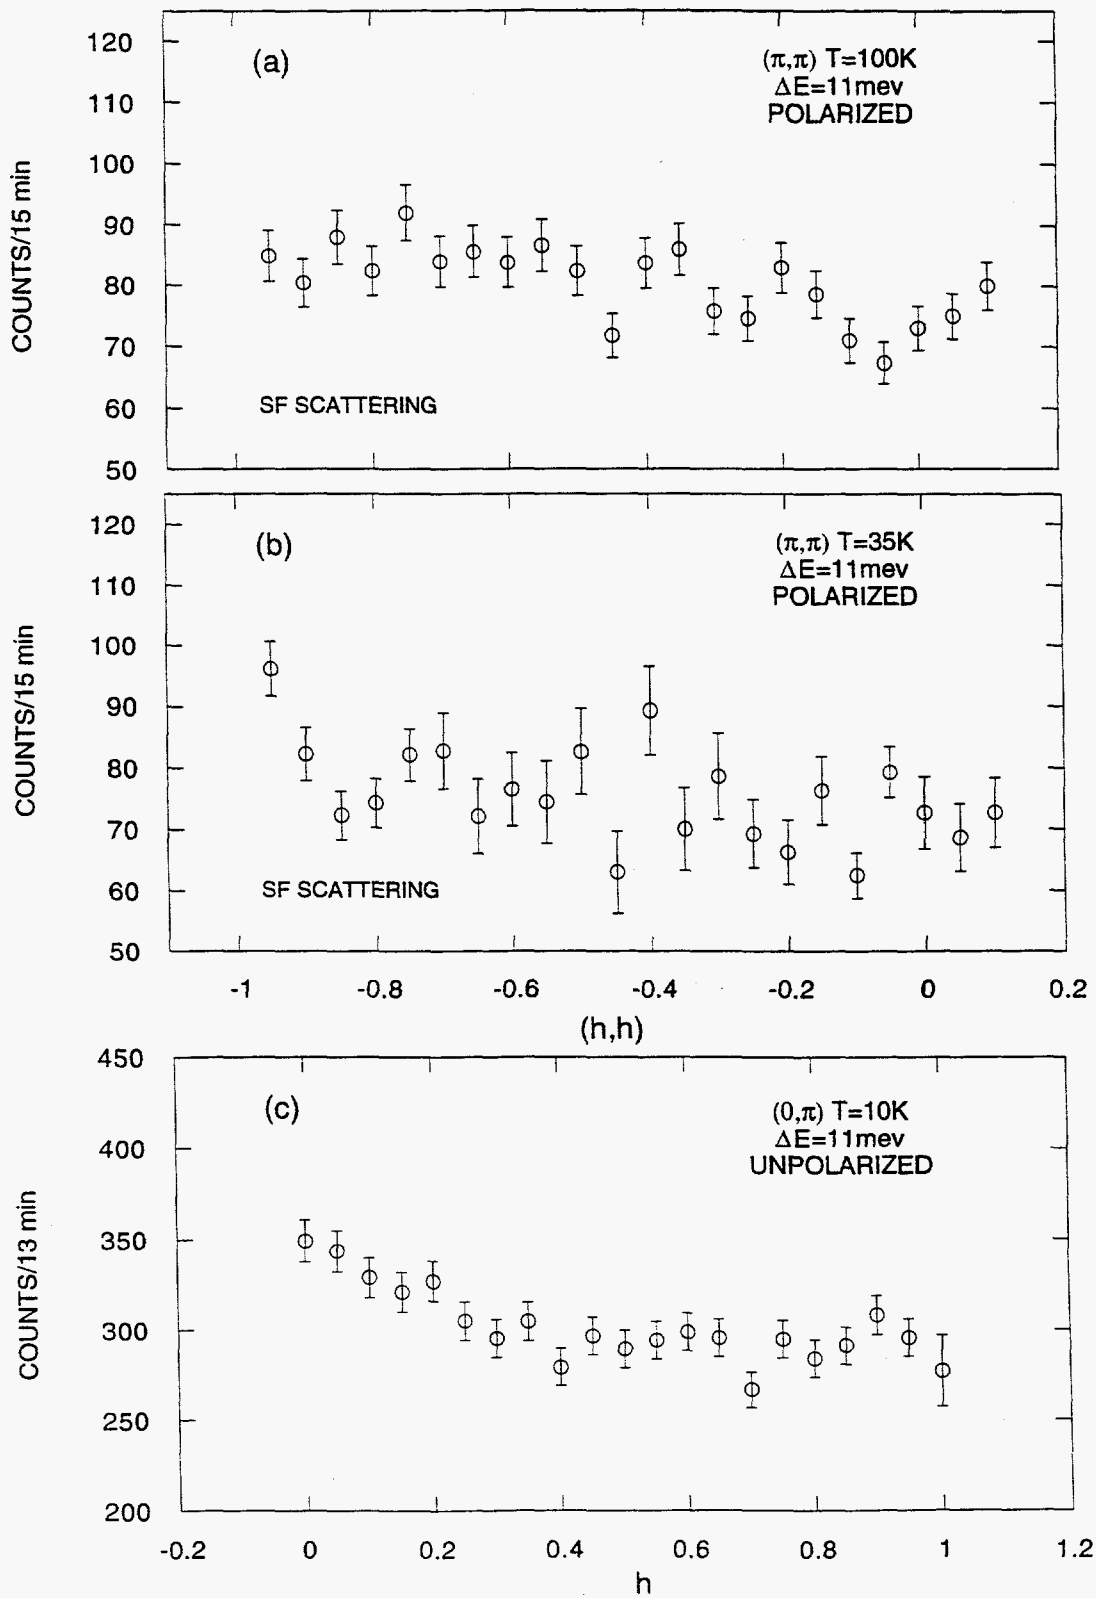 120
110
100
90
80
70
60
50
COUNTS/15 min
(a)
(π,π) T=100K
ΔE=11mev
POLARIZED
SF SCATTERING
120
110
100
90
80
70
60
50
COUNTS/15 min
(b)
(π,π) T=35K
ΔE=11mev
POLARIZED
SF SCATTERING
-1 -0.8 -0.6 -0.4 -0.2 0 0.2
(h,h)
450
400
350
300
250
200
COUNTS/13 min
(c)
(0,π) T=10K
ΔE=11mev
UNPOLARIZED
-0.2 0 0.2 0.4 0.6 0.8 1 1.2
h